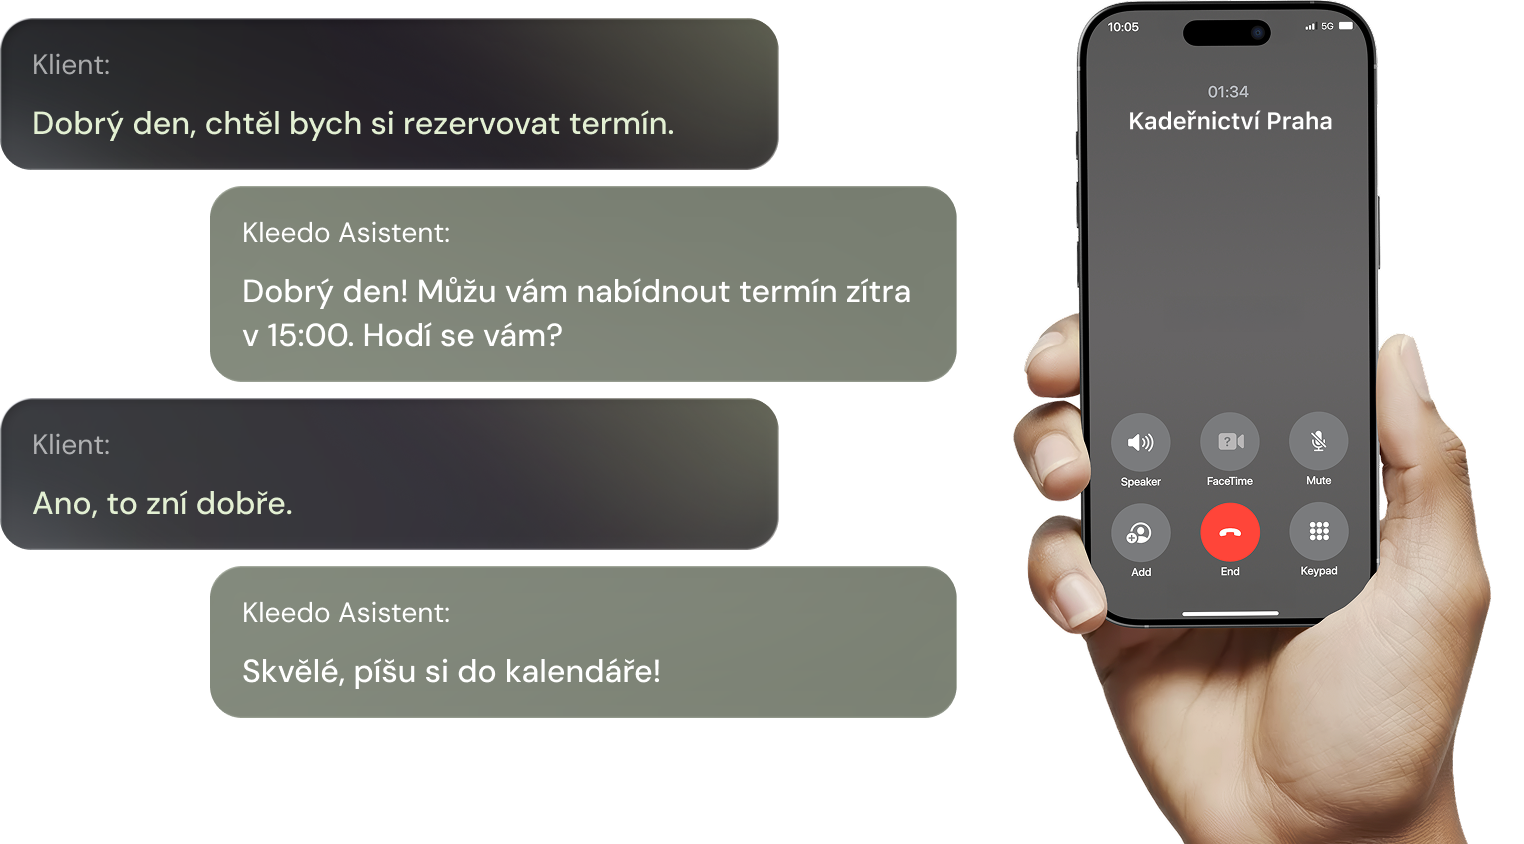 Klient:
Dobrý den, chtěl bych si rezervovat termín.
Kleedo Asistent:
Dobrý den! Můžu vám nabídnout termín zítra
v 15:00. Hodí se vám?
Klient:
Ano, to zní dobře.
Kleedo Asistent:
Skvělé, píšu si do kalendáře!
10:05
5G
01:34
Kadeřnictví Praha
?
Speaker
FaceTime
Mute
Add
End
Keypad